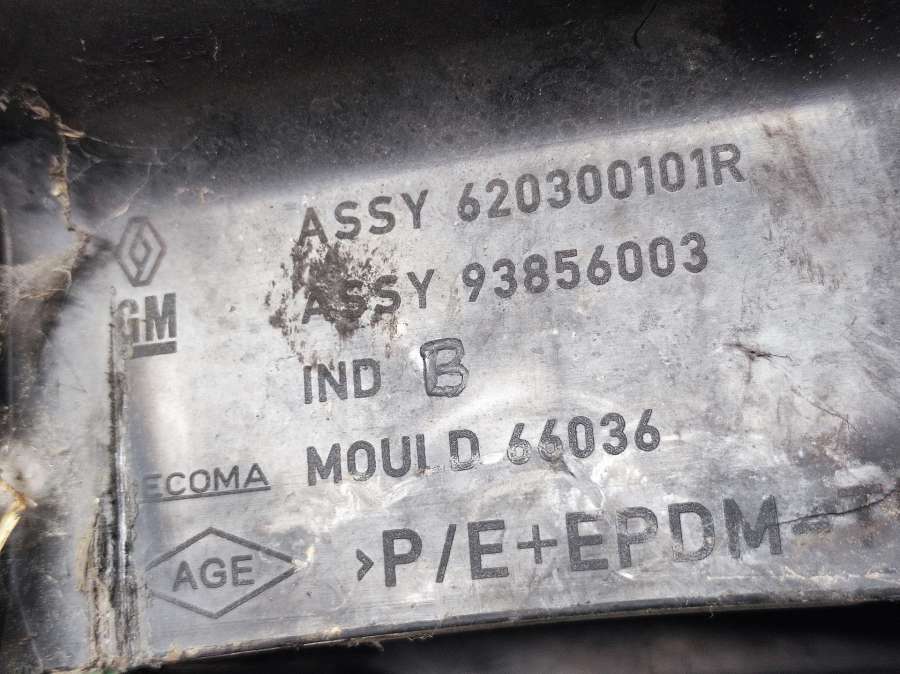 ASSY 620300101R
GM
ASSY 93856003
IND B
ECOMA
MOULD 66036
AGE
>P/E+EPDM-